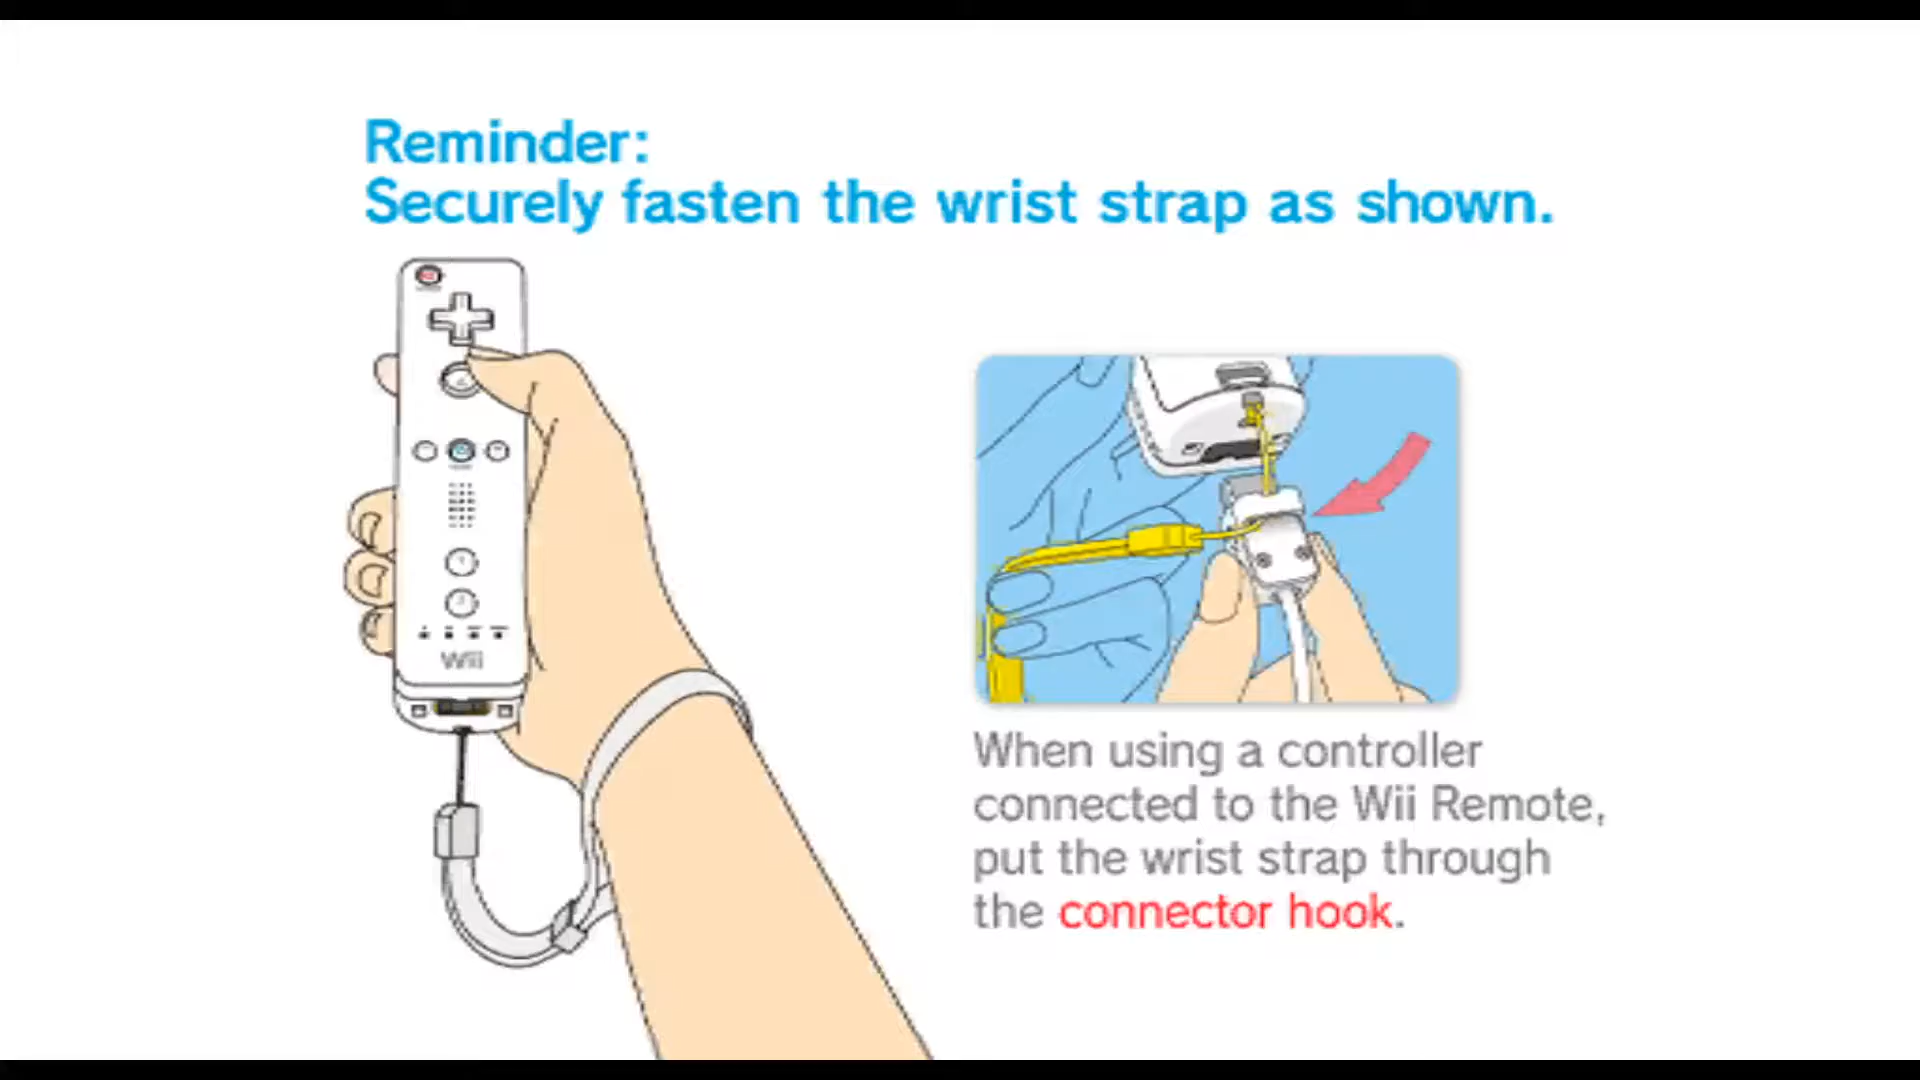 Reminder:
Securely fasten the wrist strap as shown.
Wii
When using a controller
connected to the Wii Remote,
put the wrist strap through
the connector hook.